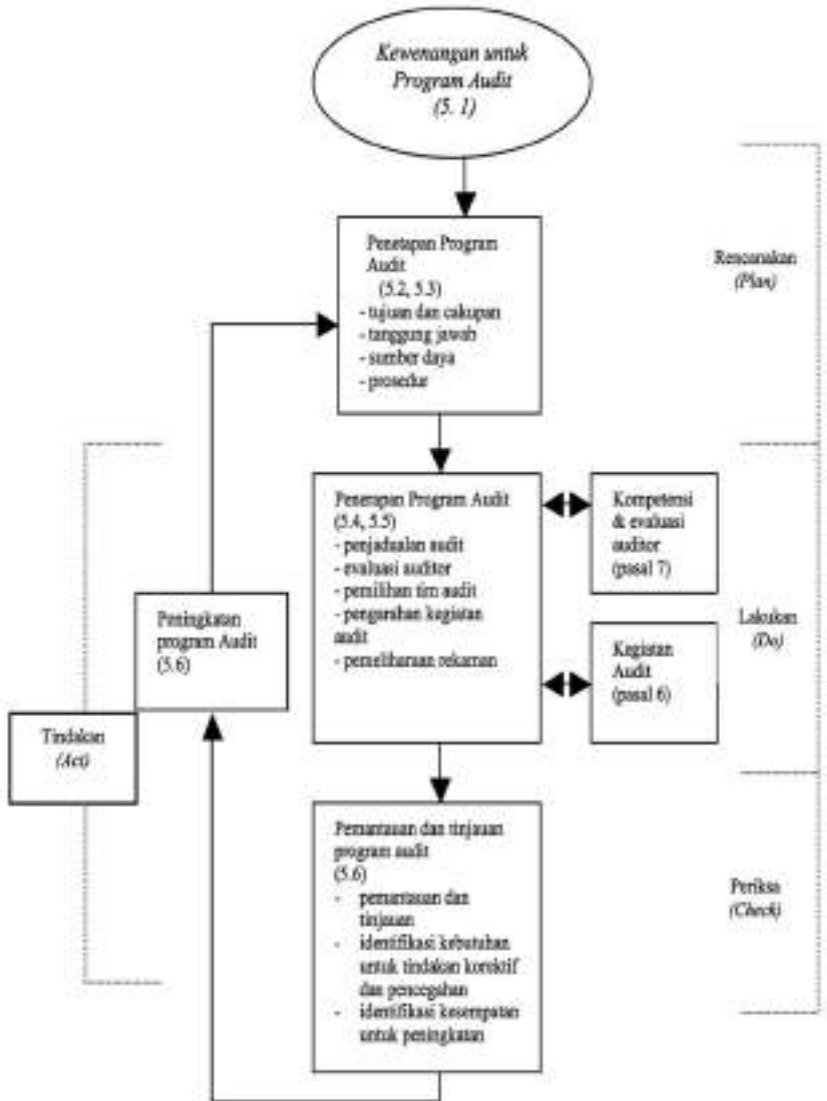 Kewenangan untuk
Program Audit
(5. 1)
Penetapan Program
Audit
(5.2, 5.3)
- tujuan dan cakupan
- tanggung jawab
- sumber daya
- prosedur
Rencanakan
(Plan)
Penerapan Program Audit
(5.4, 5.5)
- penjadualan audit
- evaluasi auditor
- pemilihan tim audit
- pengarahan kegiatan
audit
- pemeliharaan rekaman
Kompetensi
& evaluasi
auditor
(pasal 7)
Kegiatan
Audit
(pasal 6)
Lakukan
(Do)
Peningkatan
program Audit
(5.6)
Tindakan
(Act)
Pemantauan dan tinjauan
program audit
(5.6)
- pemantauan dan
tinjauan
- identifikasi kebutuhan
untuk tindakan korektif
dan pencegahan
- identifikasi kesempatan
untuk peningkatan
Periksa
(Check)